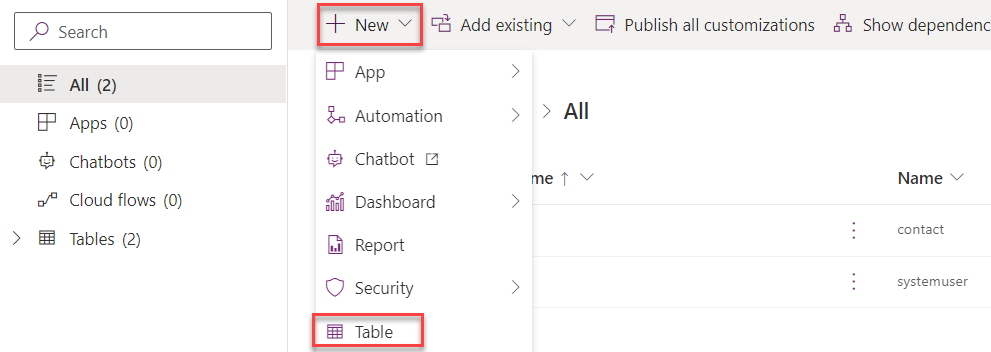 Search
All (2)
Apps (0)
Chatbots (0)
Cloud flows (0)
Tables (2)
New
Add existing
Publish all customizations
Show dependenc
App
Automation
Chatbot
Dashboard
Report
Security
Table
> All
me ↑
Name
contact
systemuser